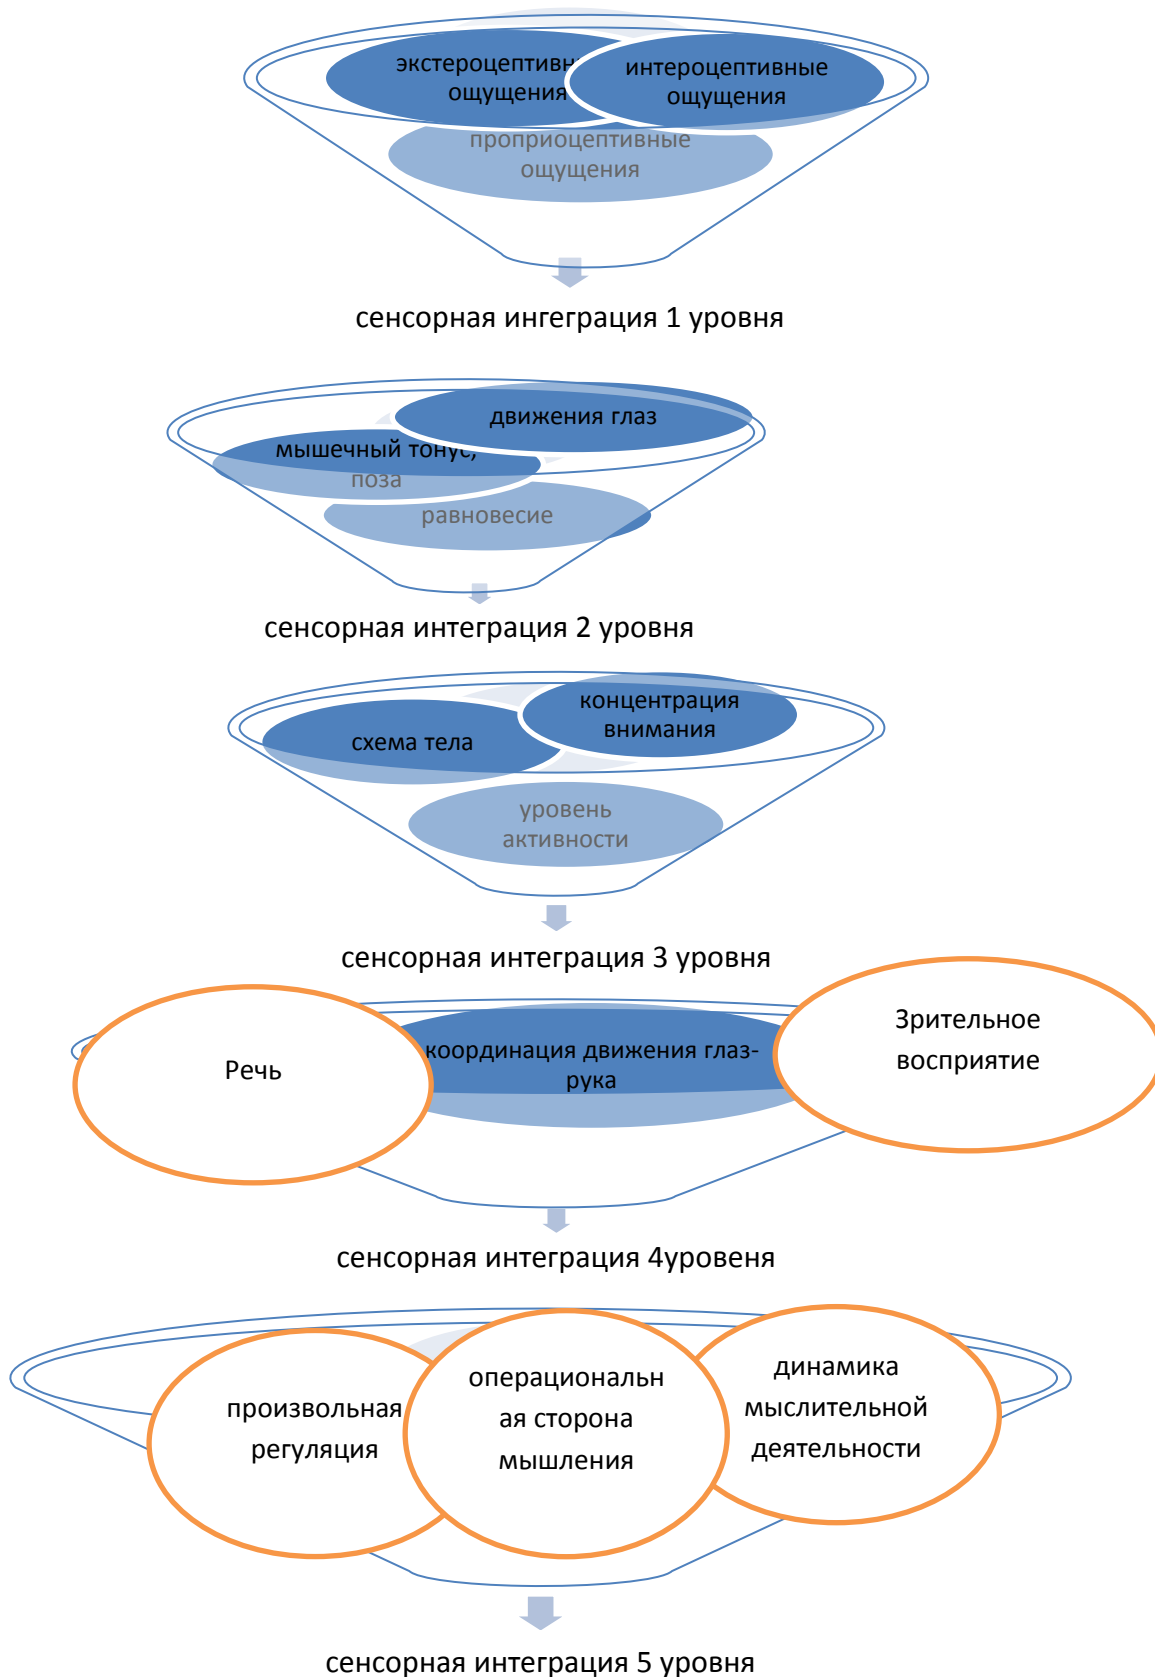 экстероцептивн
ощущения
интероцептивные
ощущения
проприоцептивные
ощущения
сенсорная ингеграция 1 уровня
движения глаз
мышечный тонус,
поза
равновесие
сенсорная интеграция 2 уровня
концентрация
внимания
схема тела
уровень
активности
сенсорная интеграция 3 уровня
Речь
координация движения глаз-
рука
Зрительное
восприятие
сенсорная интеграция 4уровеня
произвольная
регуляция
операциональн
ая сторона
мышления
динамика
мыслительной
деятельности
сенсорная интеграция 5 уровня